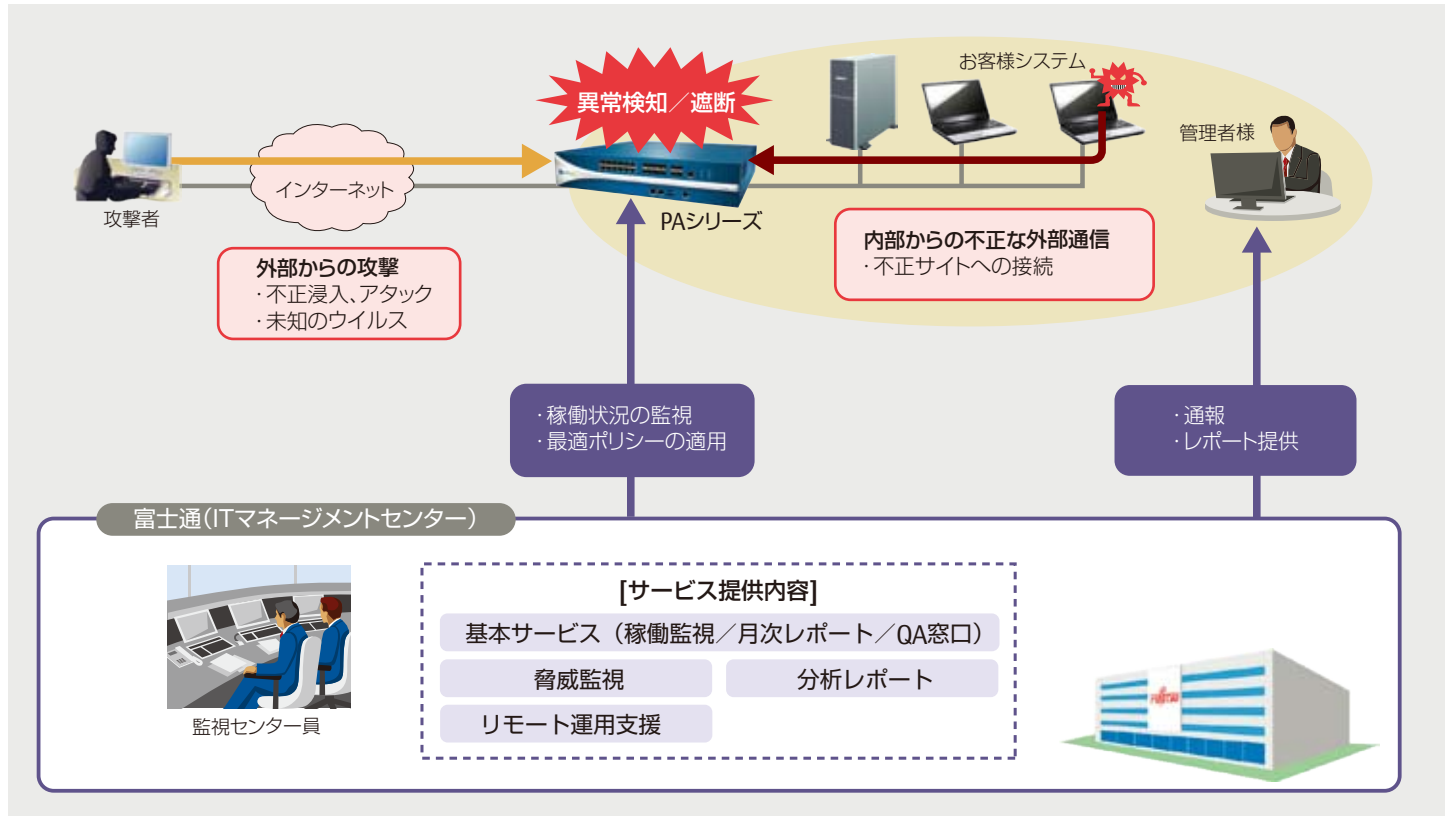 異常検知／遮断
お客様システム
管理者様
攻撃者
インターネット
PAシリーズ
外部からの攻撃
・不正浸入、アタック
・未知のウイルス
内部からの不正な外部通信
・不正サイトへの接続
・稼働状況の監視
・最適ポリシーの適用
・通報
・レポート提供
富士通（ITマネージメントセンター）
監視センター員
[サービス提供内容]
基本サービス（稼働監視／月次レポート／QA窓口）
脅威監視
分析レポート
リモート運用支援
FUJITSU